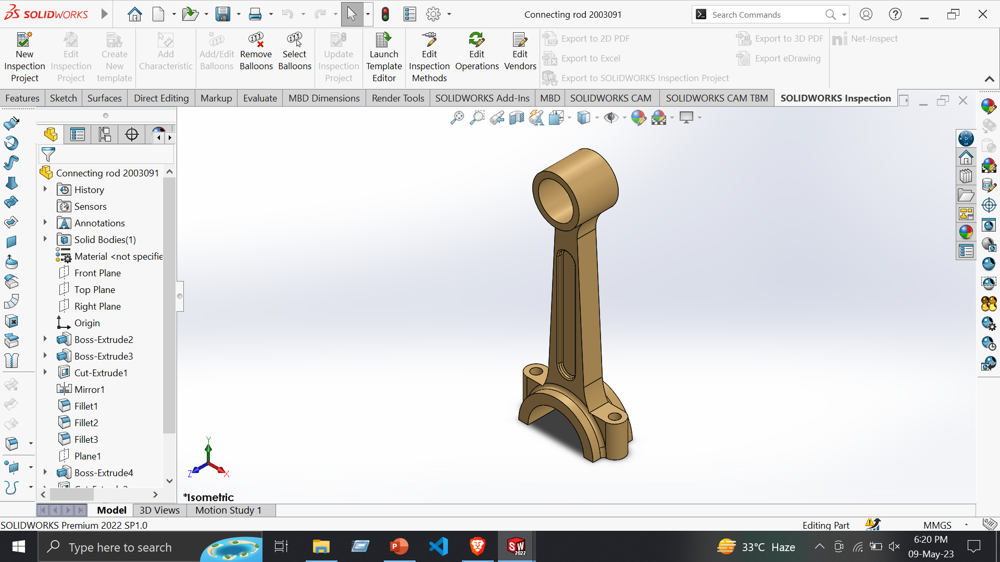 SOLIDWORKS
Connecting rod 2003091
Search Commands
New Inspection Project
Edit Inspection Project
Create New template
Add Characteristic
Add/Edit Balloons
Remove Balloons
Select Balloons
Update Inspection Project
Launch Template Editor
Edit Inspection Methods
Edit Operations
Edit Vendors
Export to 2D PDF
Export to Excel
Export to SOLIDWORKS Inspection Project
Export to 3D PDF
Export eDrawing
Net-Inspect
Features
Sketch
Surfaces
Direct Editing
Markup
Evaluate
MBD Dimensions
Render Tools
SOLIDWORKS Add-Ins
MBD
SOLIDWORKS CAM
SOLIDWORKS CAM TBM
SOLIDWORKS Inspection
Connecting rod 2003091
History
Sensors
Annotations
Solid Bodies(1)
Material <not specifie
Front Plane
Top Plane
Right Plane
Origin
Boss-Extrude2
Boss-Extrude3
Cut-Extrude1
Mirror1
Fillet1
Fillet2
Fillet3
Plane1
Boss-Extrude4
Y
Z
X
*Isometric
Model
3D Views
Motion Study 1
SOLIDWORKS Premium 2022 SP1.0
Editing Part
MMGS
Type here to search
33°C Haze
6:20 PM
09-May-23